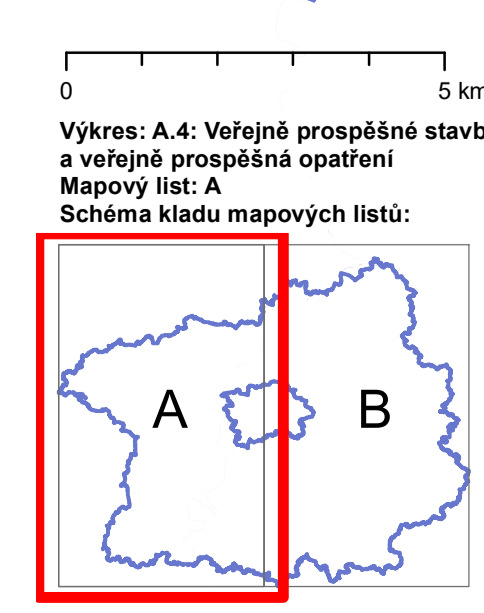 0 5 km
Výkres: A.4: Veřejně prospěšné stavb
a veřejně prospěšná opatření
Mapový list: A
Schéma kladu mapových listů:
A B